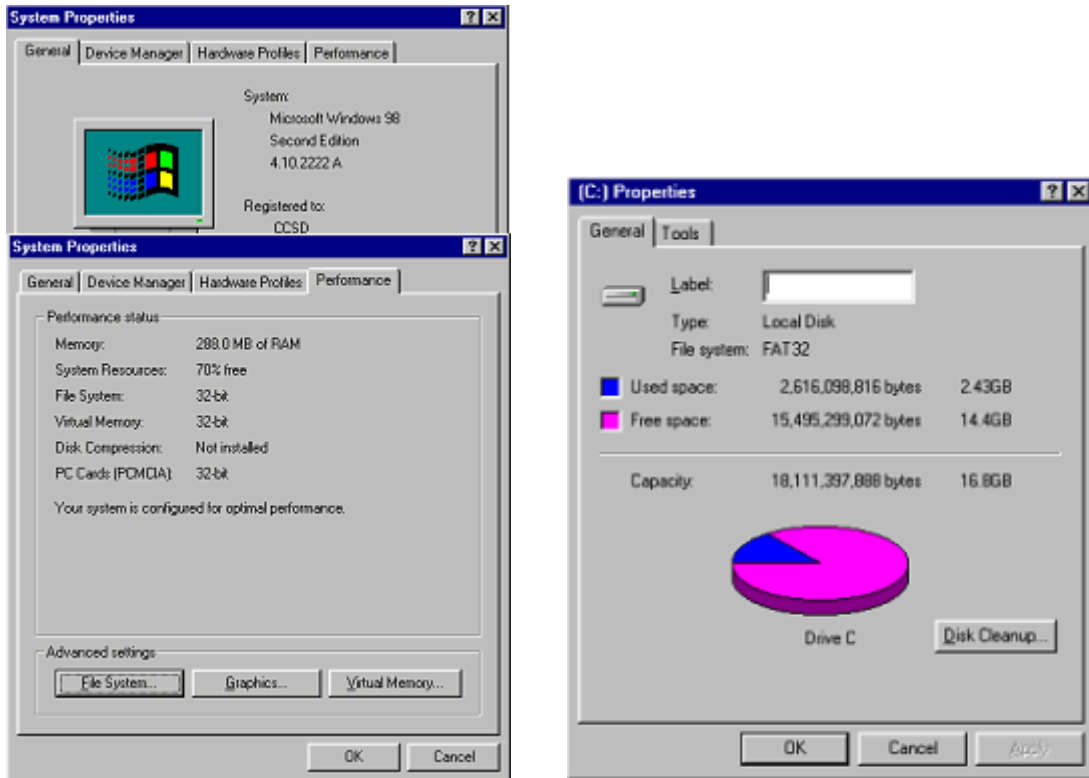 System Properties
General Device Manager Hardware Profiles Performance
System:
Microsoft Windows 98
Second Edition
4.10.2222 A
Registered to:
CCSD
System Properties
General Device Manager Hardware Profiles Performance
Performance status
Memory: 288.0 MB of RAM
System Resources: 70% free
File System: 32-bit
Virtual Memory: 32-bit
Disk Compression: Not installed
PC Cards (PCMCIA): 32-bit
Your system is configured for optimal performance.
Advanced settings
File System... Graphics... Virtual Memory...
OK Cancel
(C:) Properties
General Tools
Label:
Type: Local Disk
File system: FAT32
Used space: 2,616,098,816 bytes 2.43GB
Free space: 15,495,299,072 bytes 14.4GB
Capacity: 18,111,397,888 bytes 16.8GB
Drive C
Disk Cleanup...
OK Cancel Apply